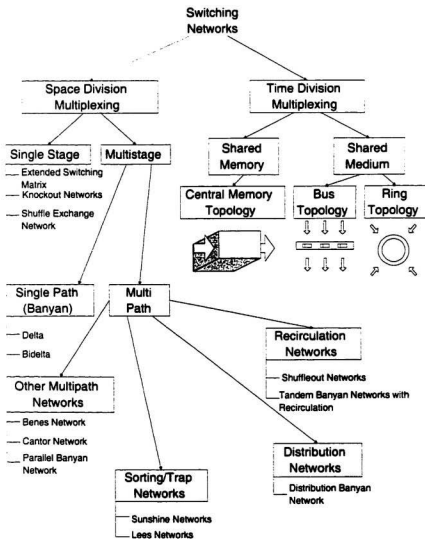 Switching
Networks
Space Division
Multiplexing
Time Division
Multiplexing
Single Stage
Multistage
Shared
Memory
Shared
Medium
Extended Switching
Matrix
Knockout Networks
Shuffle Exchange
Network
Central Memory
Topology
Bus
Topology
Ring
Topology
Single Path
(Banyan)
Multi
Path
Delta
Bidelta
Recirculation
Networks
Shuffleout Networks
Tandem Banyan Networks with
Recirculation
Other Multipath
Networks
Benes Network
Cantor Network
Parallel Banyan
Network
Sorting/Trap
Networks
Sunshine Networks
Lees Networks
Distribution
Networks
Distribution Banyan
Network